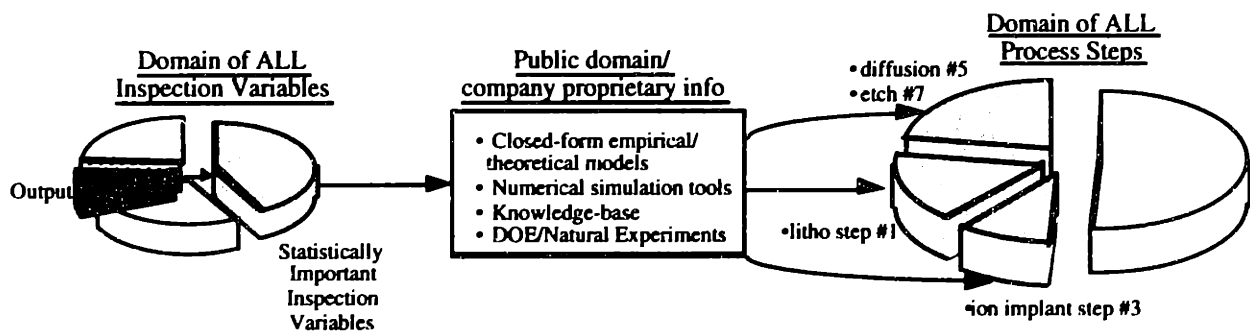 Domain of ALL
Inspection Variables
Output
Statistically
Important
Inspection
Variables
Public domain/
company proprietary info
• Closed-form empirical/
theoretical models
• Numerical simulation tools
• Knowledge-base
• DOE/Natural Experiments
Domain of ALL
Process Steps
• diffusion #5
• etch #7
•litho step #1
•ion implant step #3